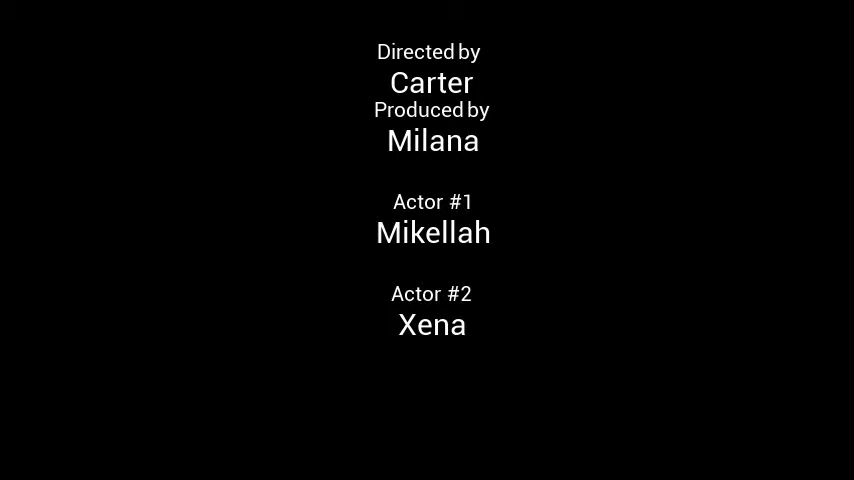 Directed by
Carter
Produced by
Milana
Actor #1
Mikellah
Actor #2
Xena